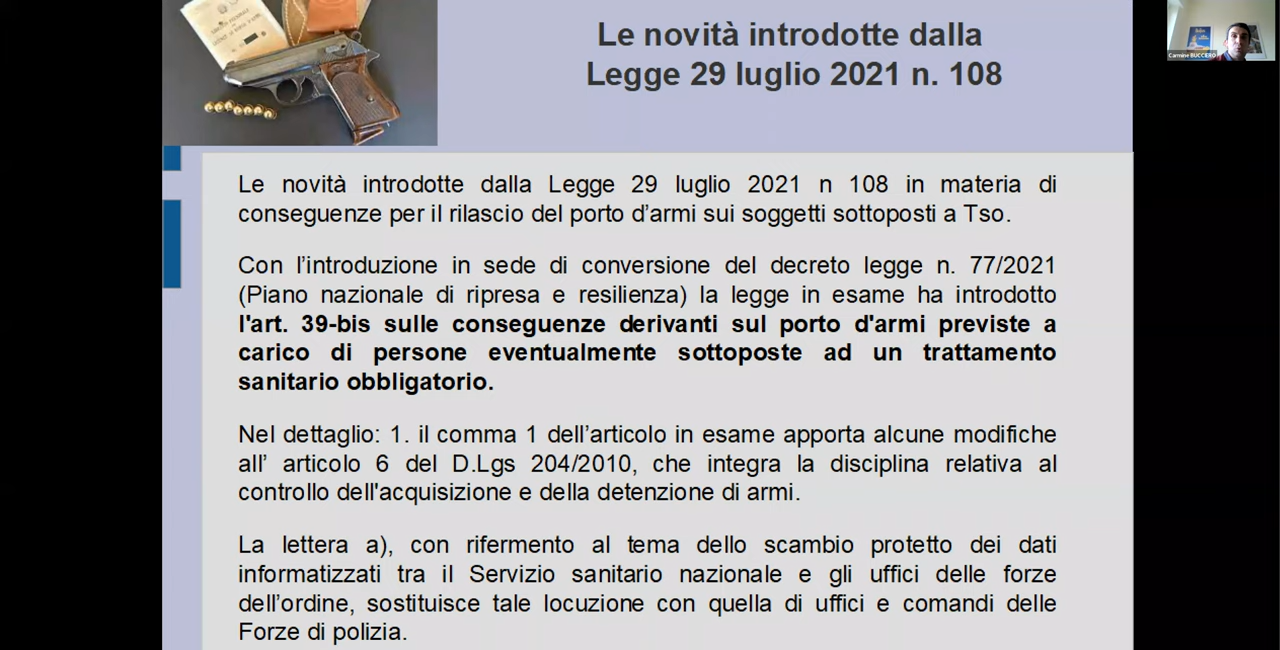 Le novità introdotte dalla
Legge 29 luglio 2021 n. 108
Carmine BUCCERO
Le novità introdotte dalla Legge 29 luglio 2021 n 108 in materia di
conseguenze per il rilascio del porto d’armi sui soggetti sottoposti a Tso.
Con l’introduzione in sede di conversione del decreto legge n. 77/2021
(Piano nazionale di ripresa e resilienza) la legge in esame ha introdotto
l'art. 39-bis sulle conseguenze derivanti sul porto d'armi previste a
carico di persone eventualmente sottoposte ad un trattamento
sanitario obbligatorio.
Nel dettaglio: 1. il comma 1 dell’articolo in esame apporta alcune modifiche
all’ articolo 6 del D.Lgs 204/2010, che integra la disciplina relativa al
controllo dell'acquisizione e della detenzione di armi.
La lettera a), con rifermento al tema dello scambio protetto dei dati
informatizzati tra il Servizio sanitario nazionale e gli uffici delle forze
dell’ordine, sostituisce tale locuzione con quella di uffici e comandi delle
Forze di polizia.